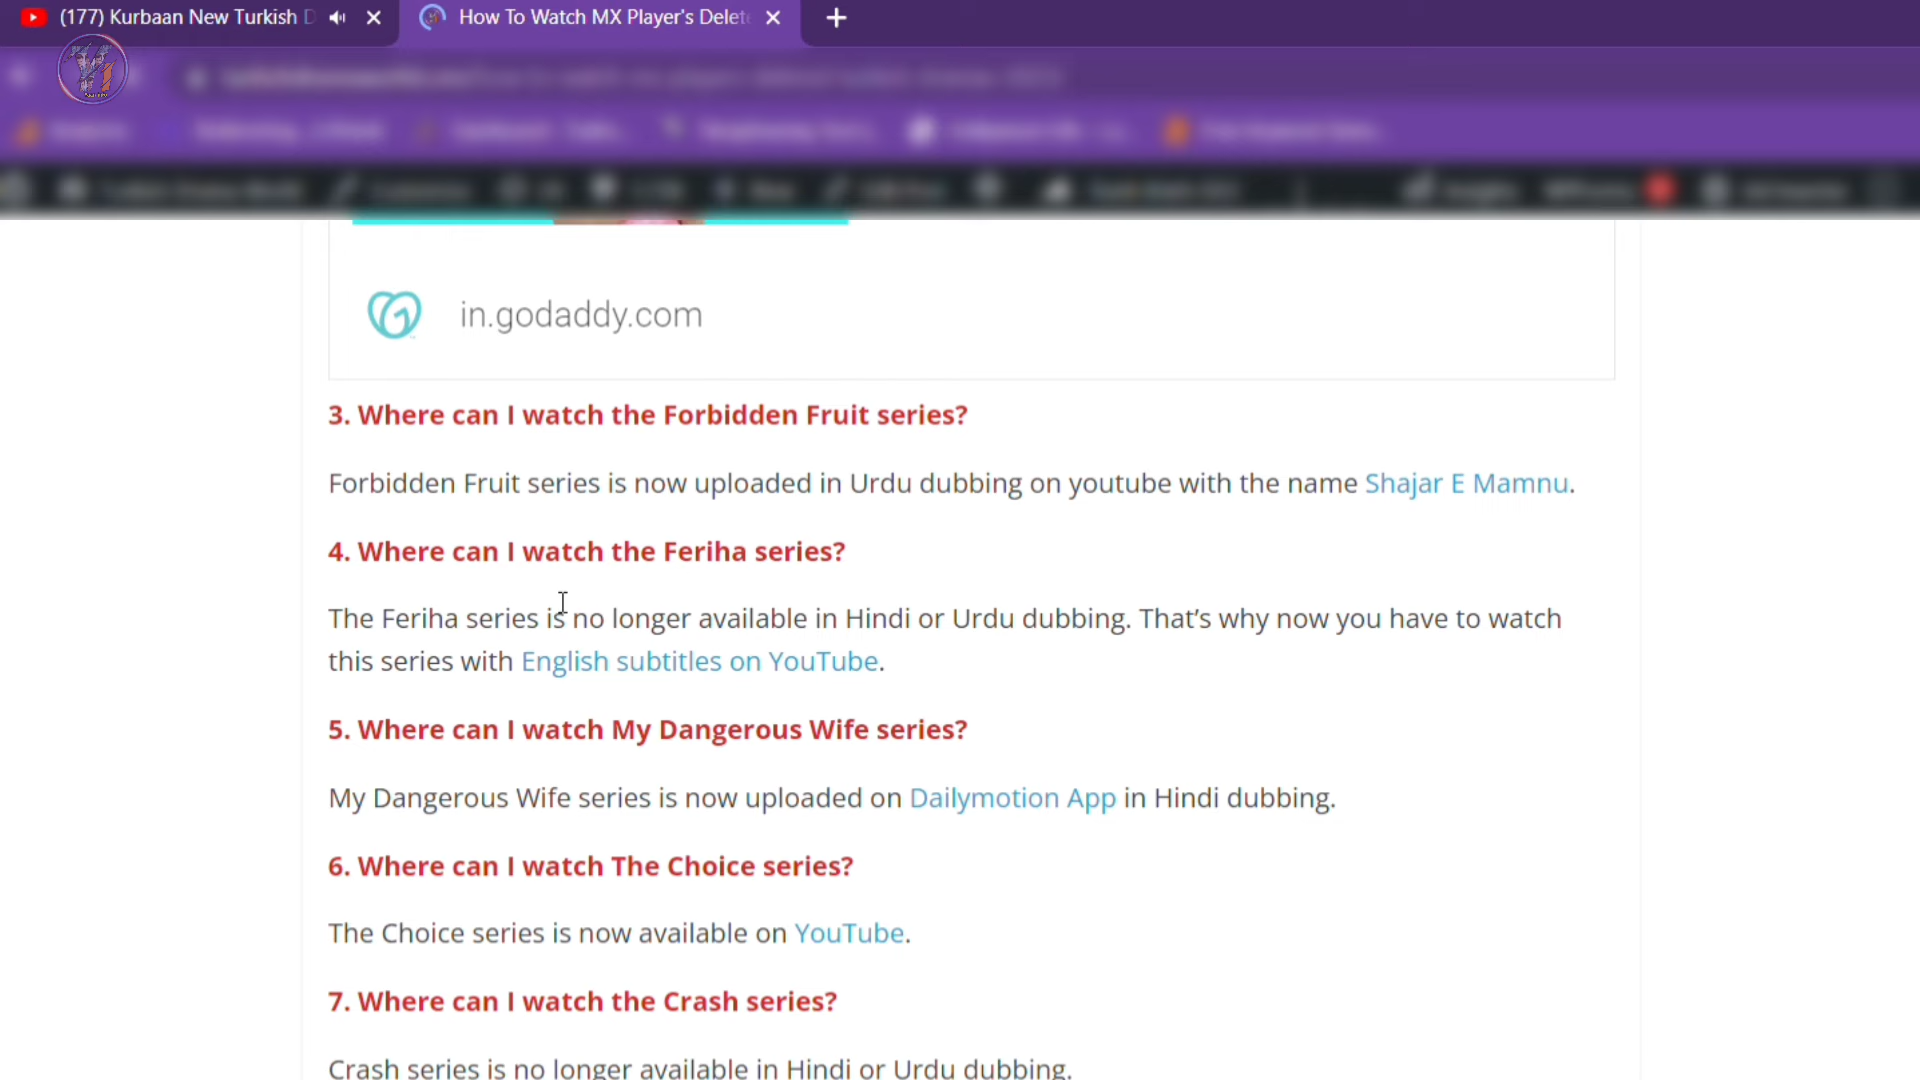 (177) Kurbaan New Turkish D
How To Watch MX Player's Delet
in.godaddy.com
3. Where can I watch the Forbidden Fruit series?
Forbidden Fruit series is now uploaded in Urdu dubbing on youtube with the name Shajar E Mamnu.
4. Where can I watch the Feriha series?
The Feriha series is no longer available in Hindi or Urdu dubbing. That’s why now you have to watch
this series with English subtitles on YouTube.
5. Where can I watch My Dangerous Wife series?
My Dangerous Wife series is now uploaded on Dailymotion App in Hindi dubbing.
6. Where can I watch The Choice series?
The Choice series is now available on YouTube.
7. Where can I watch the Crash series?
Crash series is no longer available in Hindi or Urdu dubbing.